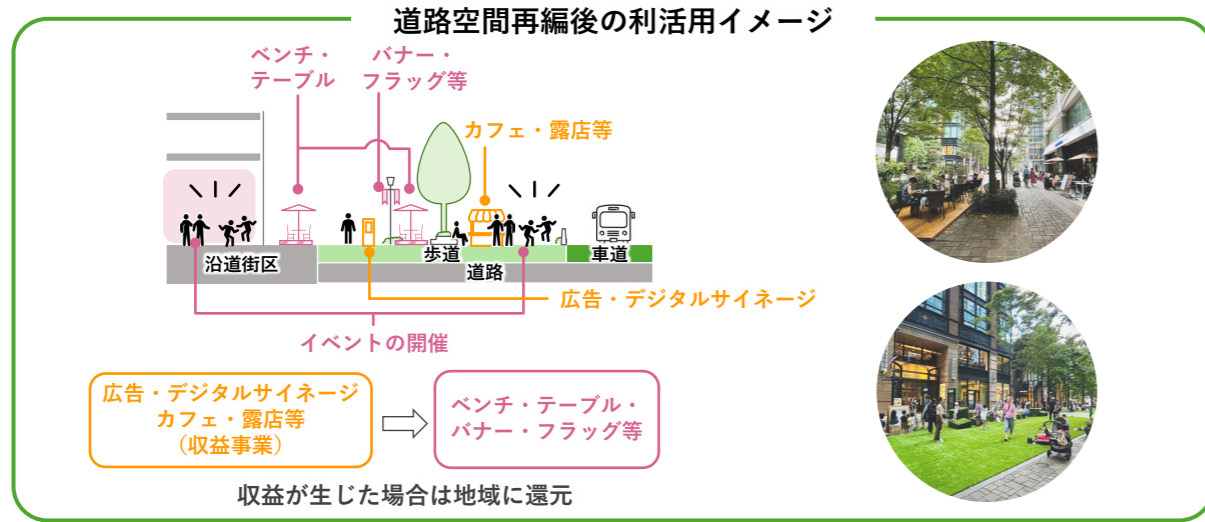 道路空間再編後の利活用イメージ
ベンチ・
テーブル
バナー・
フラッグ等
カフェ・露店等
沿道街区
歩道
車道
道路
広告・デジタルサイネージ
イベントの開催
広告・デジタルサイネージ
カフェ・露店等
（収益事業）
ベンチ・テーブル・
バナー・フラッグ等
収益が生じた場合は地域に還元